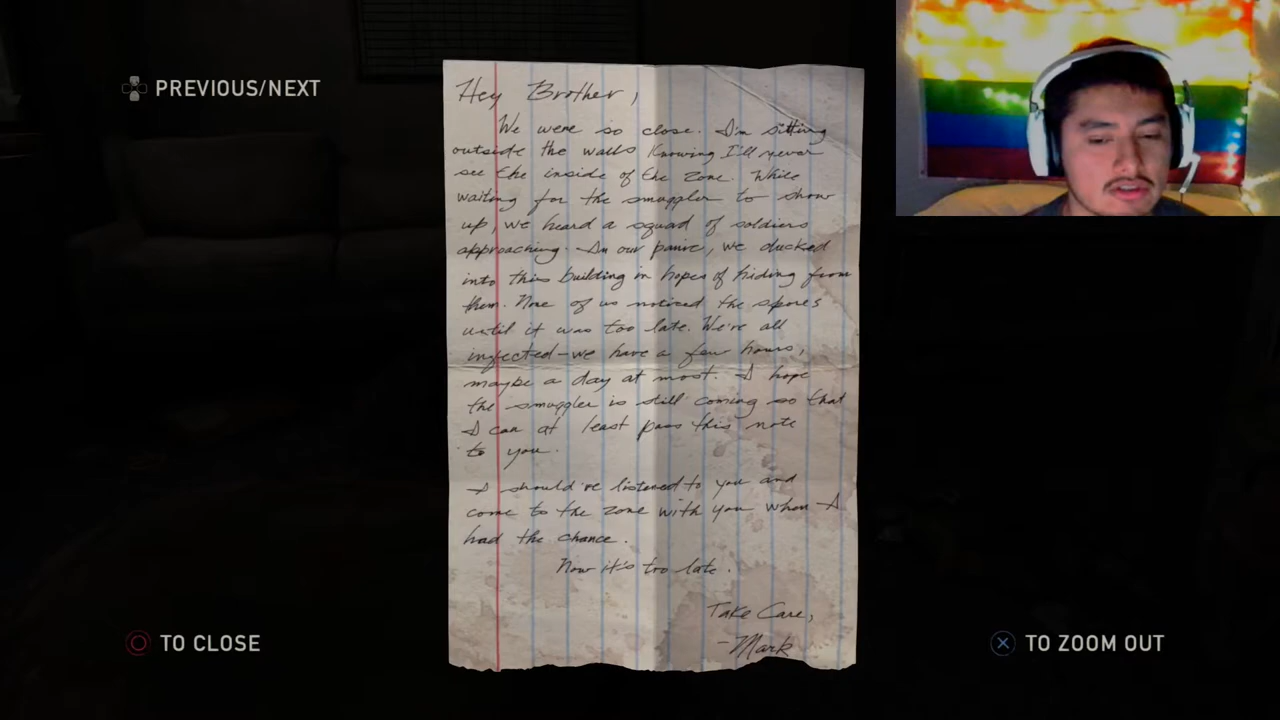 PREVIOUS/NEXT
Hey Brother,
We were so close. I'm sitting
outside the walls knowing I'll never
see the inside of the zone. While
waiting for the smuggler to show
up, we heard a squad of soldiers
approaching. In our panic, we ducked
into this building in hopes of hiding from
them. None of us noticed the spores
until it was too late. We're all
infected-we have a few hours,
maybe a day at most. I hope
the smuggler is still coming so that
I can at least pass this note
to you.
I should've listened to you and
come to the zone with you when I
had the chance.
Now it's too late.
Take Care,
-Mark
TO CLOSE
TO ZOOM OUT